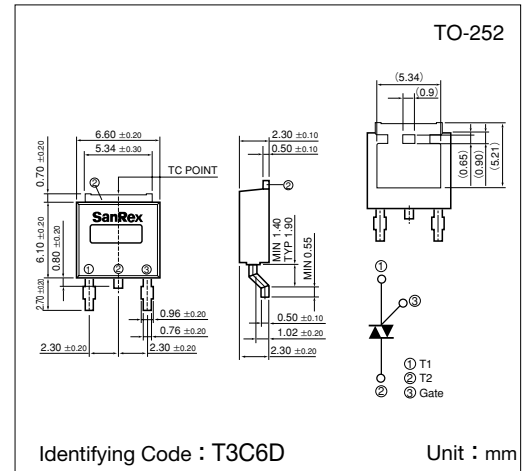 TO-252
6.60 ±0.20
5.34 ±0.30
0.70 ±0.20
②
TC POINT
SanRex
6.10 ±0.20
0.80 ±0.20
① ② ③
2.70 ±0.20
0.96 ±0.20
0.76 ±0.20
2.30 ±0.20
2.30 ±0.20
2.30 ±0.10
0.50 ±0.10
②
MIN 1.40
TYP 1.90
MIN 0.55
0.50 ±0.10
1.02 ±0.20
2.30 ±0.20
(5.34)
(0.9)
(0.65)
(0.90)
(5.21)
①
③
②
① T1
② T2
③ Gate
Identifying Code：T3C6D
Unit：mm